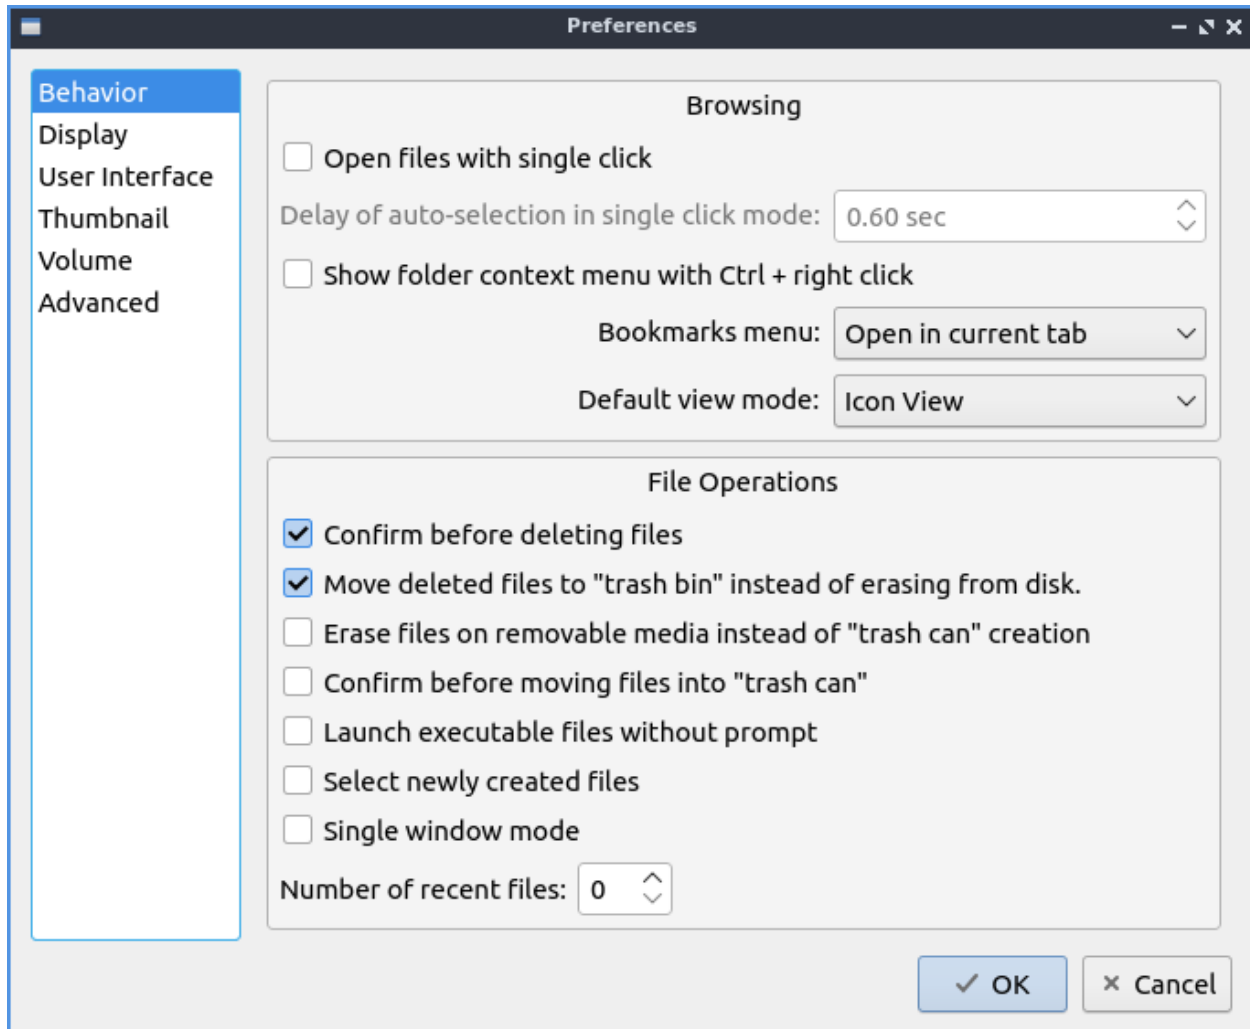 Preferences
Behavior
Display
User Interface
Thumbnail
Volume
Advanced
Browsing
Open files with single click
Delay of auto-selection in single click mode: 0.60 sec
Show folder context menu with Ctrl + right click
Bookmarks menu: Open in current tab
Default view mode: Icon View
File Operations
Confirm before deleting files
Move deleted files to "trash bin" instead of erasing from disk.
Erase files on removable media instead of "trash can" creation
Confirm before moving files into "trash can"
Launch executable files without prompt
Select newly created files
Single window mode
Number of recent files: 0
OK Cancel